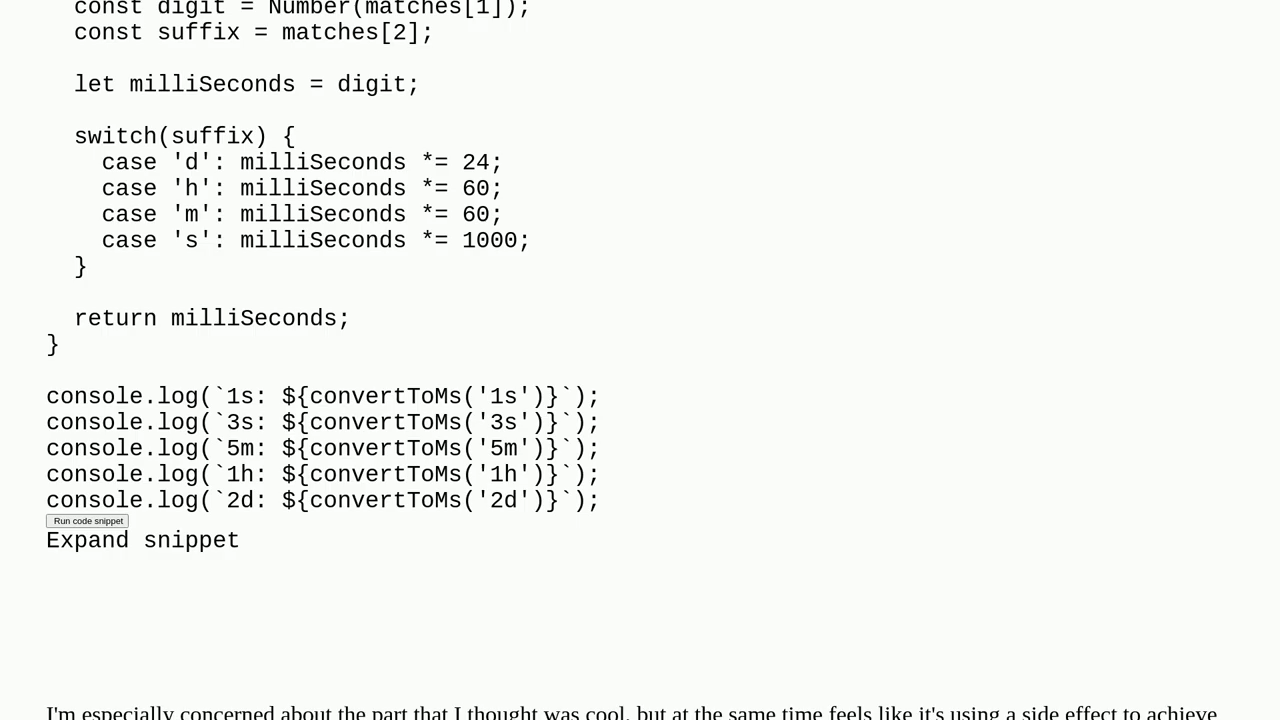 const digit = Number(matches[1]);
const suffix = matches[2];
let milliSeconds = digit;
switch(suffix) {
case 'd': milliSeconds *= 24;
case 'h': milliSeconds *= 60;
case 'm': milliSeconds *= 60;
case 's': milliSeconds *= 1000;
}
return milliSeconds;
}
console.log(`1s: ${convertToMs('1s')}`);
console.log(`3s: ${convertToMs('3s')}`);
console.log(`5m: ${convertToMs('5m')}`);
console.log(`1h: ${convertToMs('1h')}`);
console.log(`2d: ${convertToMs('2d')}`);
Run code snippet
Expand snippet
I'm especially concerned about the part that I thought was cool, but at the same time feels like it's using a side effect to achieve